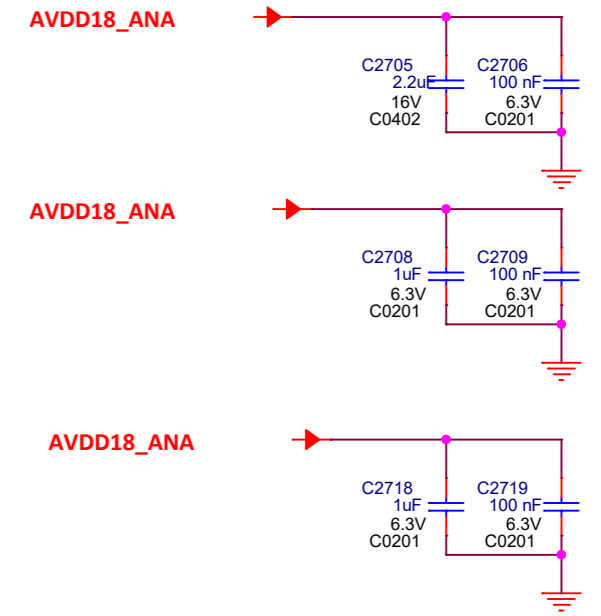 AVDD18_ANA
C2705 C2706
2.2uF 100 nF
16V 6.3V
C0402 C0201
AVDD18_ANA
C2708 C2709
1uF 100 nF
6.3V 6.3V
C0201 C0201
AVDD18_ANA
C2718 C2719
1uF 100 nF
6.3V 6.3V
C0201 C0201